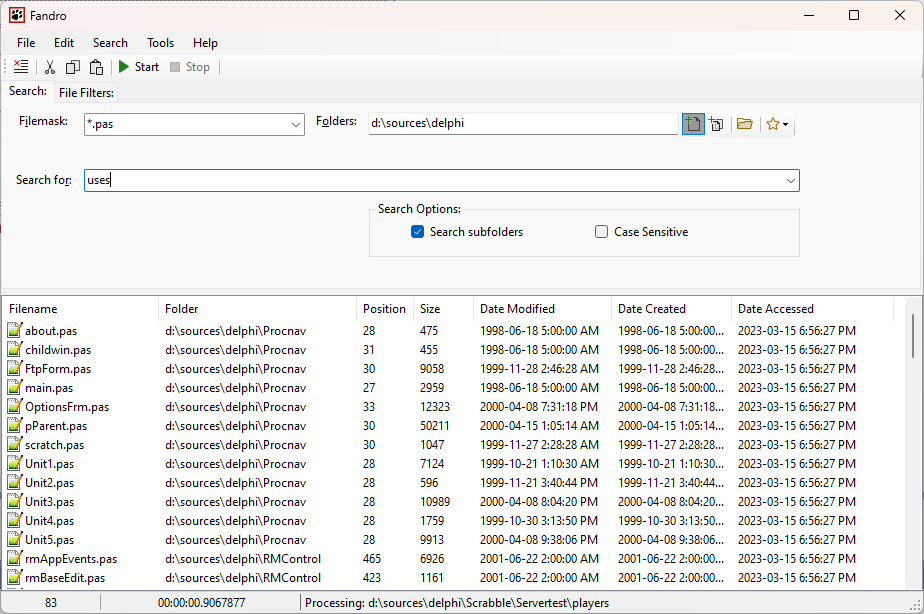 Fandro
File Edit Search Tools Help
Start Stop
Search: File Filters:
Filemask: *.pas Folders: d:\sources\delphi
Search for: uses
Search Options:
Search subfolders Case Sensitive
Filename Folder Position Size Date Modified Date Created Date Accessed
about.pas d:\sources\delphi\Procnav 28 475 1998-06-18 5:00:00 AM 1998-06-18 5:00:00... 2023-03-15 6:56:27 PM
childwin.pas d:\sources\delphi\Procnav 31 455 1998-06-18 5:00:00 AM 1998-06-18 5:00:00... 2023-03-15 6:56:27 PM
FtpForm.pas d:\sources\delphi\Procnav 30 9058 1999-11-28 2:46:28 AM 1999-11-28 2:46:28... 2023-03-15 6:56:27 PM
main.pas d:\sources\delphi\Procnav 27 2959 1998-06-18 5:00:00 AM 1998-06-18 5:00:00... 2023-03-15 6:56:27 PM
OptionsFrm.pas d:\sources\delphi\Procnav 33 12323 2000-04-08 7:31:18 PM 2000-04-08 7:31:18... 2023-03-15 6:56:27 PM
pParent.pas d:\sources\delphi\Procnav 30 50211 2000-04-15 1:05:14 AM 2000-04-15 1:05:14... 2023-03-15 6:56:27 PM
scratch.pas d:\sources\delphi\Procnav 30 1047 1999-11-27 2:28:28 AM 1999-11-27 2:28:28... 2023-03-15 6:56:27 PM
Unit1.pas d:\sources\delphi\Procnav 28 7124 1999-10-21 1:10:30 AM 1999-10-21 1:10:30... 2023-03-15 6:56:27 PM
Unit2.pas d:\sources\delphi\Procnav 28 596 1999-11-21 3:40:44 PM 1999-11-21 3:40:44... 2023-03-15 6:56:27 PM
Unit3.pas d:\sources\delphi\Procnav 28 10989 2000-04-08 8:04:20 PM 2000-04-08 8:04:20... 2023-03-15 6:56:27 PM
Unit4.pas d:\sources\delphi\Procnav 28 1759 1999-10-30 3:13:50 PM 1999-10-30 3:13:50... 2023-03-15 6:56:27 PM
Unit5.pas d:\sources\delphi\Procnav 28 9913 2000-04-08 9:38:06 PM 2000-04-08 9:38:06... 2023-03-15 6:56:27 PM
rmAppEvents.pas d:\sources\delphi\RMControl 465 6926 2001-06-22 2:00:00 AM 2001-06-22 2:00:00... 2023-03-15 6:56:27 PM
rmBaseEdit.pas d:\sources\delphi\RMControl 423 1161 2001-06-22 2:00:00 AM 2001-06-22 2:00:00... 2023-03-15 6:56:27 PM
83 00:00:00.9067877 Processing: d:\sources\delphi\Scrabble\Servertest\players